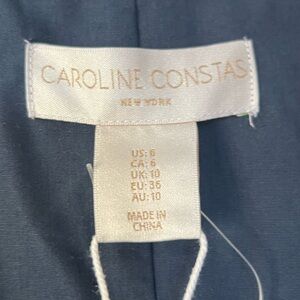 CAROLINE CONSTAS
NEW YORK
US: 6
CA: 6
UK: 10
EU: 36
AU: 10
MADE IN
CHINA